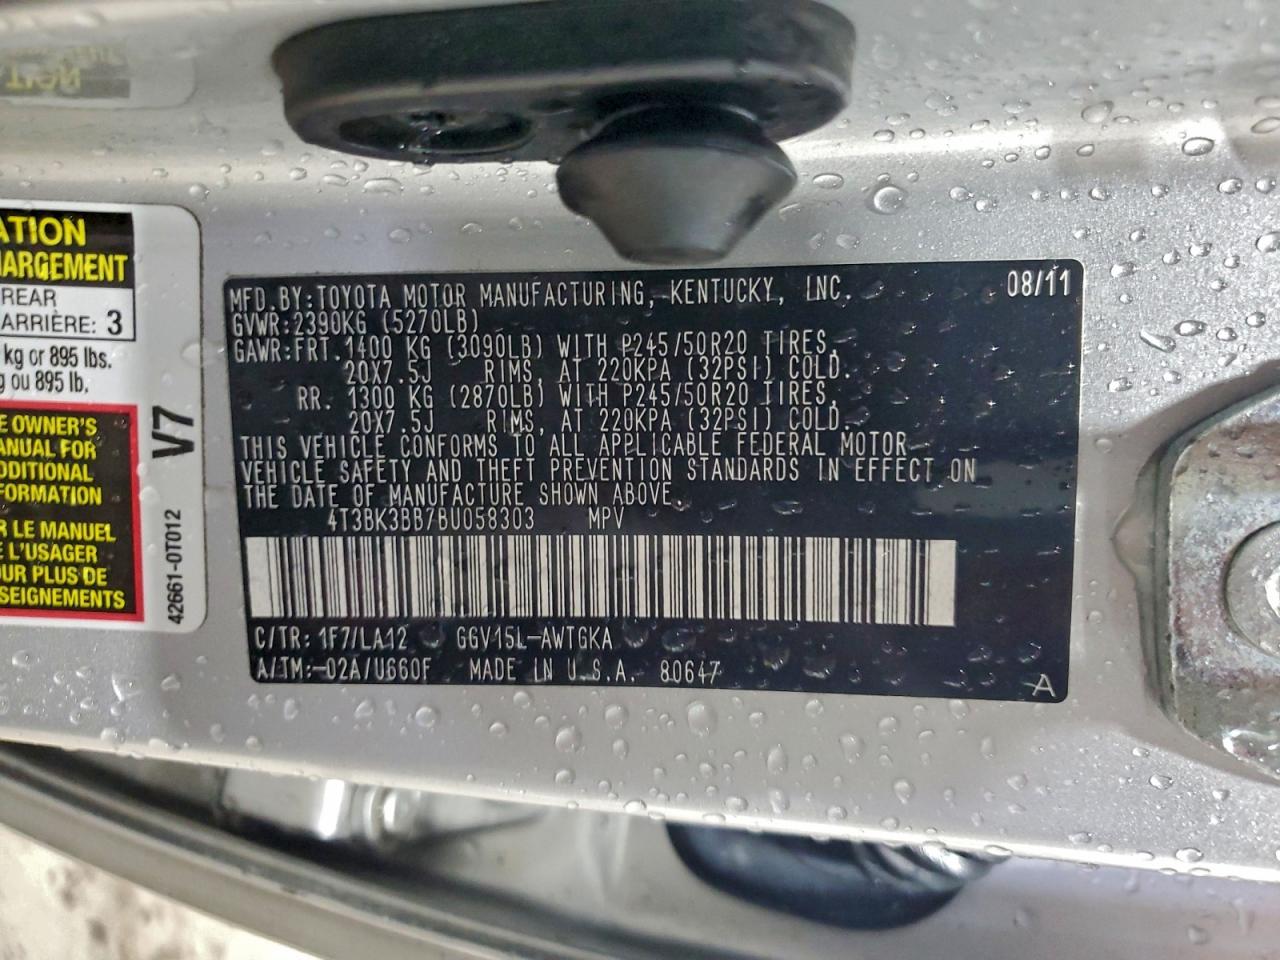 ATION
ARGEMENT
REAR
ARRIÈRE: 3
kg or 895 lbs.
g ou 895 lb.
E OWNER'S
ANUAL FOR
DDITIONAL
FORMATION
R LE MANUEL
E L'USAGER
UR PLUS DE
SEIGNEMENTS
V7
42661-0T012
MFD.BY:TOYOTA MOTOR MANUFACTURING, KENTUCKY, INC. 08/11
GVWR:2390KG (5270LB)
GAWR:FRT. 1400 KG (3090LB) WITH P245/50R20 TIRES,
20X7.5J RIMS, AT 220KPA (32PSI) COLD.
RR. 1300 KG (2870LB) WITH P245/50R20 TIRES,
20X7.5J RIMS, AT 220KPA (32PSI) COLD.
THIS VEHICLE CONFORMS TO ALL APPLICABLE FEDERAL MOTOR
VEHICLE SAFETY AND THEFT PREVENTION STANDARDS IN EFFECT ON
THE DATE OF MANUFACTURE SHOWN ABOVE.
4T3BK3BB7BU058303 MPV
C/TR: 1F7/LA12 GGV15L-AWTGKA
A/TM:-02A/U660F MADE IN U.S.A. 80647
A